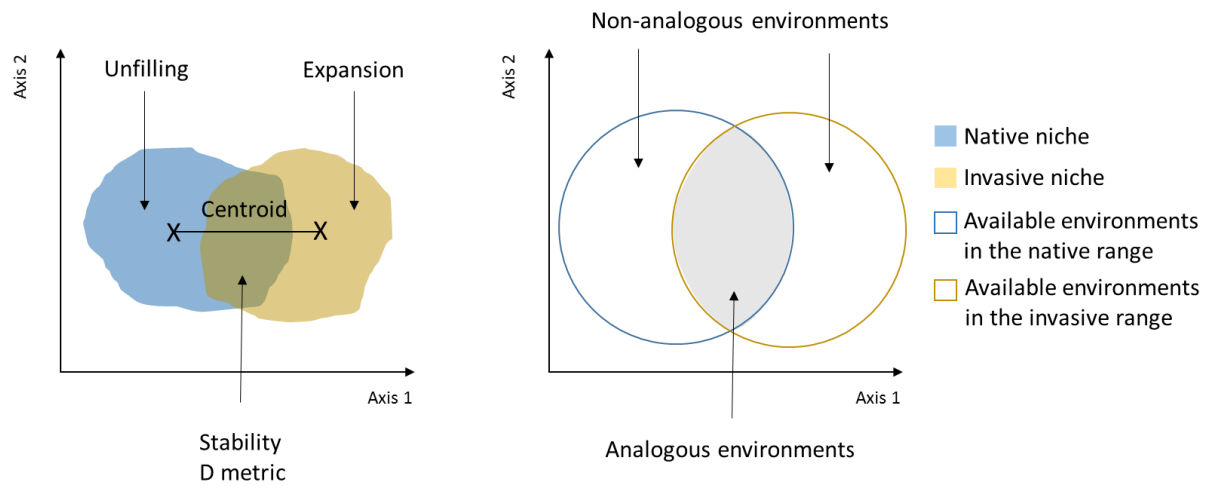 Non-analogous environments
Axis 2
Unfilling
Expansion
Centroid
X
X
Axis 1
Stability
D metric
Axis 2
Axis 1
Analogous environments
Native niche
Invasive niche
Available environments
in the native range
Available environments
in the invasive range